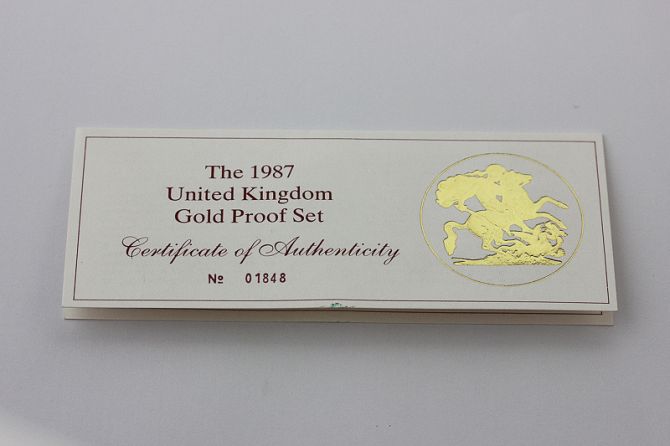 The 1987
United Kingdom
Gold Proof Set
Certificate of Authenticity
№ 01848